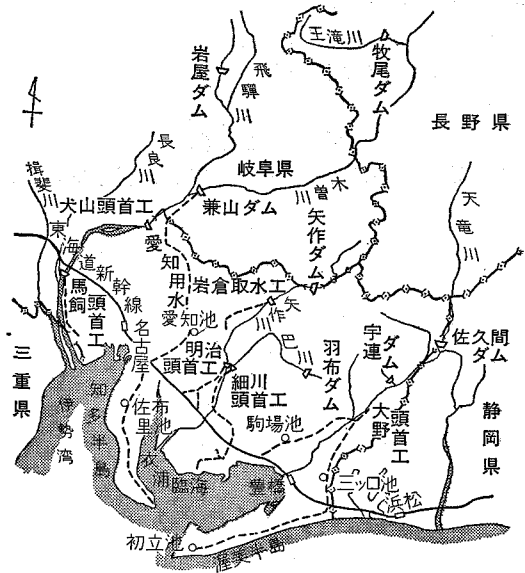 王滝川
牧尾ダム
岩屋ダム
飛騨川
長野県
長良川
岐阜県
揖斐川
木曽川
天竜川
犬山頭首工
兼山ダム
矢作ダム
東海道新幹線
愛知用水
岩倉取水工
馬飼頭首工
愛知池
矢作川
名古屋
明治頭首工
巴川
羽布ダム
宇連ダム
佐久間ダム
三重県
細川頭首工
大野頭首工
静岡県
伊勢湾
知多半島
佐布里池
駒場池
衣浦臨海
豊橋
三ッ口池
浜松
初立池
渥美半島